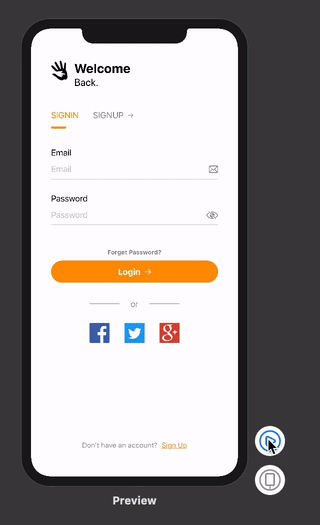 Welcome
Back.
SIGNIN SIGNUP →
Email
Email
Password
Password
Forget Password?
Login →
or
f g+
Don't have an account? Sign Up
Preview